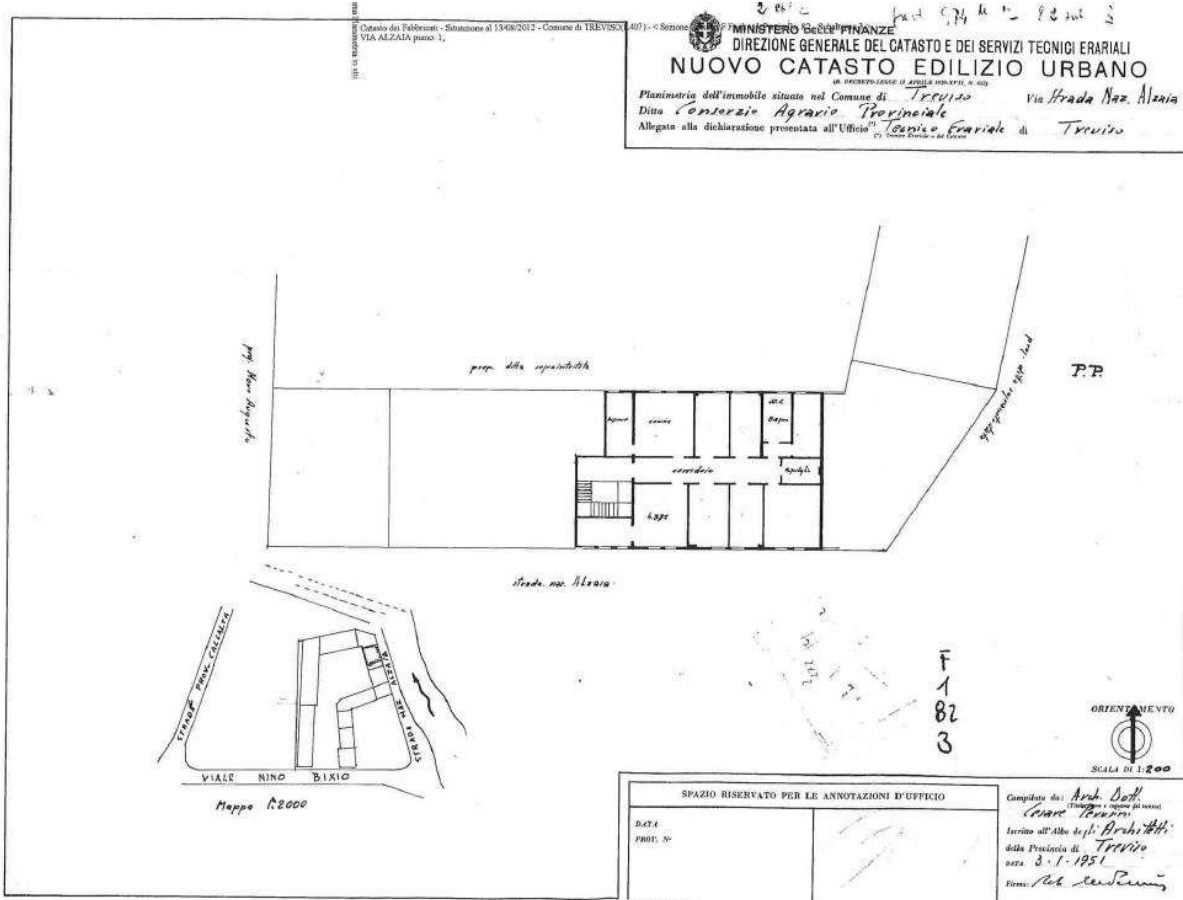 Catasto dei Fabbricati - Situazione al 13/08/2012 - Comune di TREVISO
VIA ALZAIA piano: 1;
MINISTERO DELLE FINANZE
DIREZIONE GENERALE DEL CATASTO E DEI SERVIZI TECNICI ERARIALI
NUOVO CATASTO EDILIZIO URBANO
Planimetria dell'immobile situato nel Comune di Treviso Via Strada Naz. Alzaia
Ditta Consorzio Agrario Provinciale
Allegata alla dichiarazione presentata all'Ufficio (*) Tecnico Erariale di Treviso
prop. ditta
P.P.
cucina
Bagno
corridoio
strada naz. Alzaia
STRADA PROV. CALLALTA
STRADA NAZ ALZAIA
VIALE NINO BIXIO
Mappa 1:2000
F
1
82
3
ORIENTAMENTO
SCALA DI 1:200
SPAZIO RISERVATO PER LE ANNOTAZIONI D'UFFICIO
DATA
PROT. N°
Compilata da: Arch. Dott.
Cesare
Iscritto all'Albo degli Architetti
della Provincia di Treviso
DATA 3-1-1951
Firma: